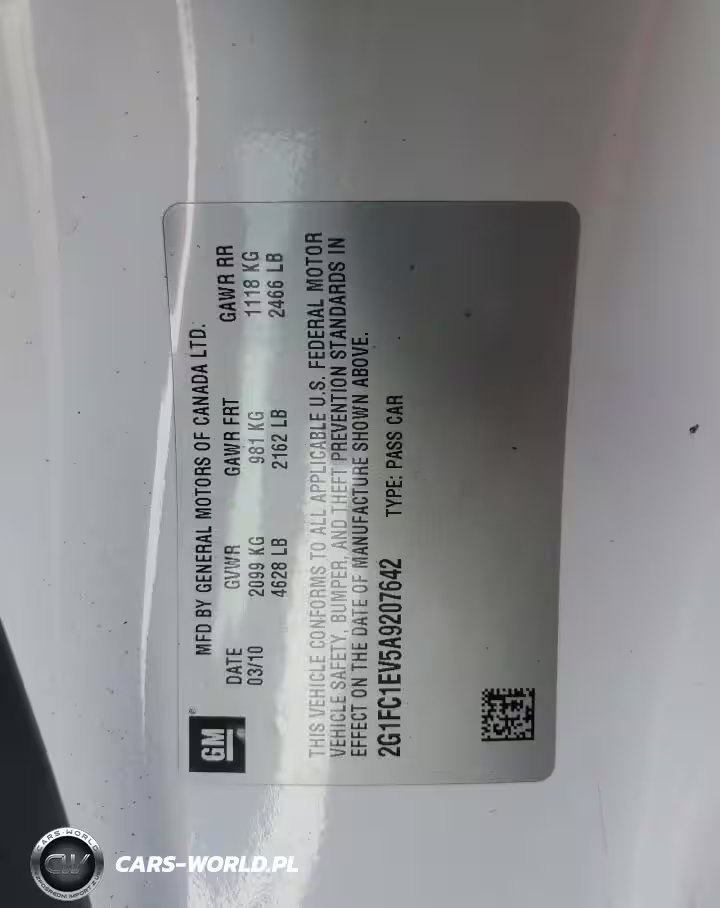 MFD BY GENERAL MOTORS OF CANADA LTD.
DATE GVWR GAWR FRT GAWR RR
03/10 2099 KG 981 KG 1118 KG
4628 LB 2162 LB 2466 LB
GM®
THIS VEHICLE CONFORMS TO ALL APPLICABLE U.S. FEDERAL MOTOR
VEHICLE SAFETY, BUMPER, AND THEFT PREVENTION STANDARDS IN
EFFECT ON THE DATE OF MANUFACTURE SHOWN ABOVE.
2G1FC1EV5A9207642 TYPE: PASS CAR
CARS-WORLD
CW
CARS-WORLD.PL